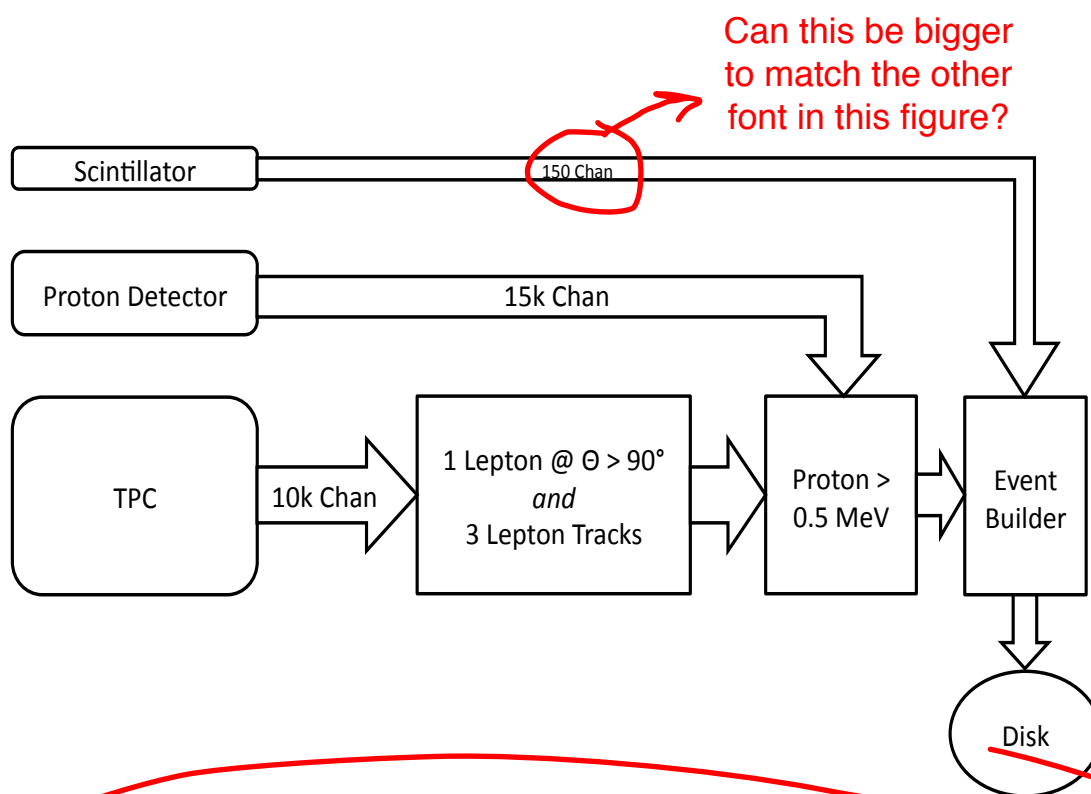 Can this be bigger
to match the other
font in this figure?
Scintillator
150 Chan
Proton Detector
15k Chan
TPC
10k Chan
1 Lepton @ Θ > 90°
and
3 Lepton Tracks
Proton >
0.5 MeV
Event
Builder
Disk